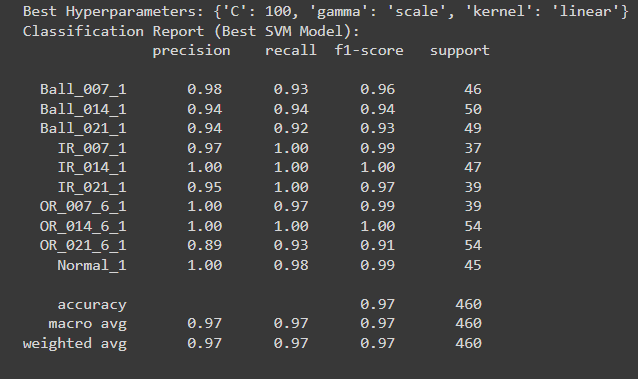 Best Hyperparameters: {'C': 100, 'gamma': 'scale', 'kernel': 'linear'}
Classification Report (Best SVM Model):
precision recall f1-score support
Ball_007_1 0.98 0.93 0.96 46
Ball_014_1 0.94 0.94 0.94 50
Ball_021_1 0.94 0.92 0.93 49
IR_007_1 0.97 1.00 0.99 37
IR_014_1 1.00 1.00 1.00 47
IR_021_1 0.95 1.00 0.97 39
OR_007_6_1 1.00 0.97 0.99 39
OR_014_6_1 1.00 1.00 1.00 54
OR_021_6_1 0.89 0.93 0.91 54
Normal_1 1.00 0.98 0.99 45
accuracy 0.97 460
macro avg 0.97 0.97 0.97 460
weighted avg 0.97 0.97 0.97 460